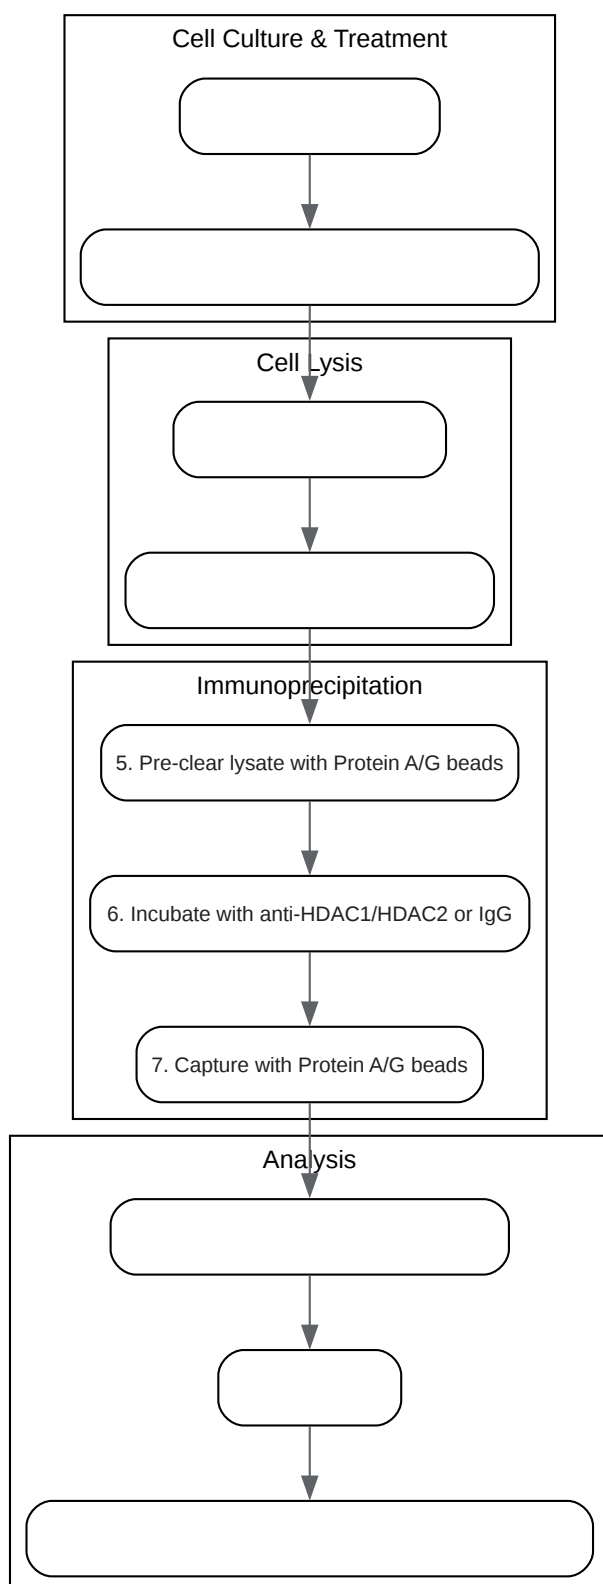 Cell Culture & Treatment
Cell Lysis
Immunoprecipitation
5. Pre-clear lysate with Protein A/G beads
6. Incubate with anti-HDAC1/HDAC2 or IgG
7. Capture with Protein A/G beads
Analysis